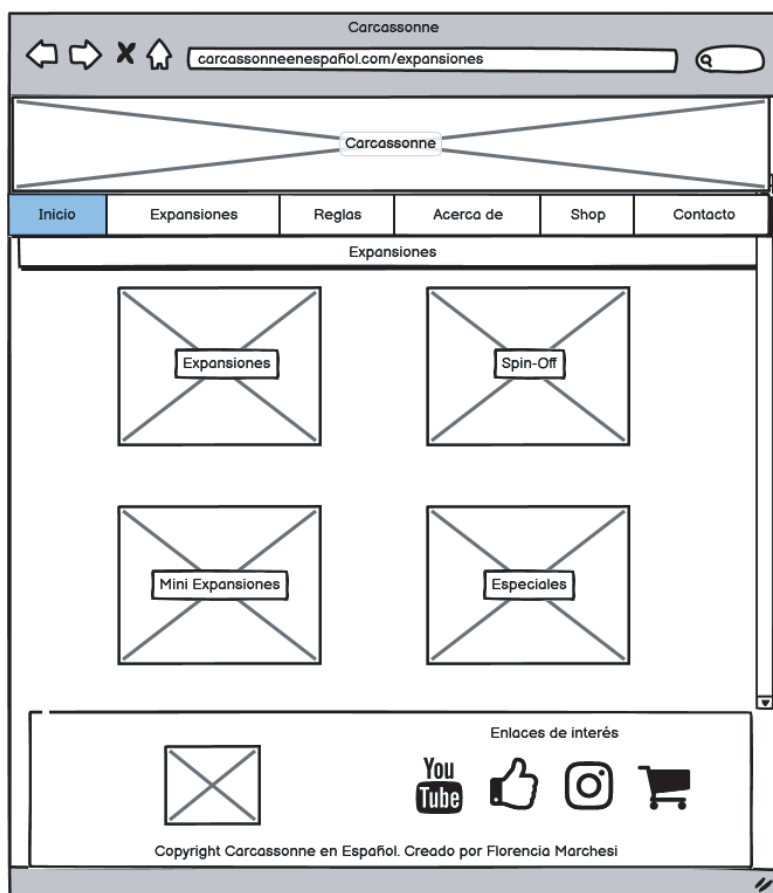 Carcassonne
carcassonneenespañol.com/expansiones
Carcassonne
Inicio Expansiones Reglas Acerca de Shop Contacto
Expansiones
Expansiones Spin-Off
Mini Expansiones Especiales
Enlaces de interés
You
Tube
Copyright Carcassonne en Español. Creado por Florencia Marchesi